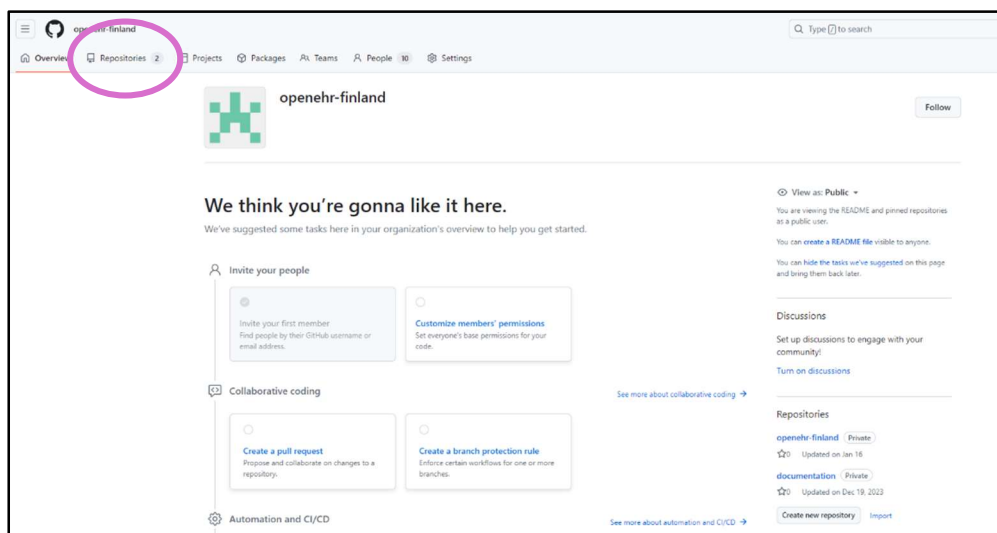 openehr-finland
Type / to search
Overview Repositories 2 Projects Packages Teams People 10 Settings
openehr-finland
Follow
We think you're gonna like it here.
We've suggested some tasks here in your organization's overview to help you get started.
Invite your people
Invite your first member
Find people by their GitHub username or
email address.
Customize members' permissions
Set everyone's base permissions for your
code.
Collaborative coding
See more about collaborative coding →
Create a pull request
Propose and collaborate on changes to a
repository.
Create a branch protection rule
Enforce certain workflows for one or more
branches.
Automation and CI/CD
See more about automation and CI/CD →
View as: Public
You are viewing the README and pinned repositories
as a public user.
You can create a README file visible to anyone.
You can hide the tasks we've suggested on this page
and bring them back later.
Discussions
Set up discussions to engage with your
community!
Turn on discussions
Repositories
openehr-finland Private
0 Updated on Jan 16
documentation Private
0 Updated on Dec 19, 2023
Create new repository Import